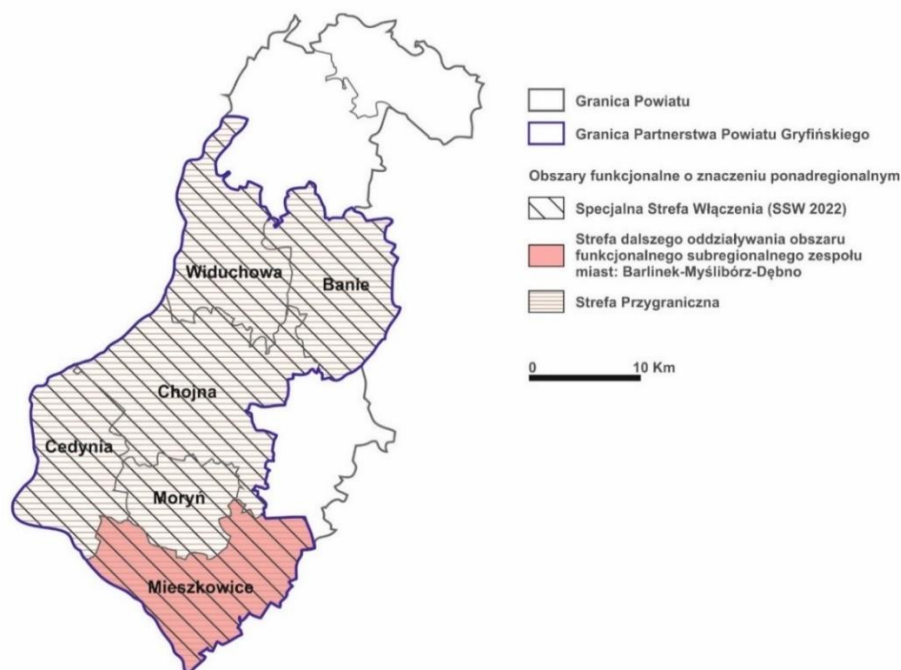 Granica Powiatu
Granica Partnerstwa Powiatu Gryfińskiego
Obszary funkcjonalne o znaczeniu ponadregionalnym
Specjalna Strefa Włączenia (SSW 2022)
Strefa dalszego oddziaływania obszaru
funkcjonalnego subregionalnego zespołu
miast: Barlinek-Myślibórz-Dębno
Strefa Przygraniczna
0 10 Km
Widuchowa
Banie
Chojna
Cedynia
Moryń
Mieszkowice